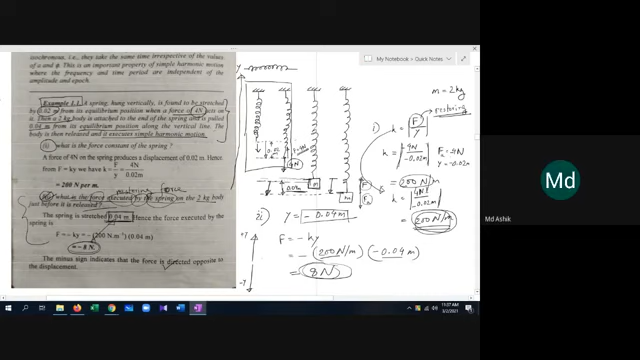 isochronous, i.e., they take the same time irrespective of the values
of a and φ. This is an important property of simple harmonic motion
where the frequency and time period are independent of the
amplitude and epoch.
Example 1.1 A spring, hung vertically, is found to be stretched
by 0.02 m from its equilibrium position when a force of 4N acts on
it. Then a 2 kg body is attached to the end of the spring and is pulled
0.04 m from its equilibrium position along the vertical line. The
body is then released and it executes simple harmonic motion.
(i) what is the force constant of the spring?
A force of 4N on the spring produces a displacement of 0.02m. Hence
from F=ky we have k = F/y = 4N/0.02m
= 200 N per m.
restoring force
what is the force executed by the spring on the 2 kg body
just before it is released?
The spring is stretched 0.04 m. Hence the force executed by the
spring is
F = -ky = -(200 N.m⁻¹) (0.04 m)
= -8N.
The minus sign indicates that the force is directed opposite to
the displacement.
My Notebook
m = 2kg
restoring
i)
k = F/y
k = -4N/-0.02m
F = -4N
y = -0.02m
= 200 N/m
k = 4N/-0.02m
= 200 N/m
4N
m
m
ii) y = -0.04m
F = -ky
= -(200 N/m) (-0.04m)
= 8N
+y
-y
Md
Md Ashik
11:07 AM
3/2/2021